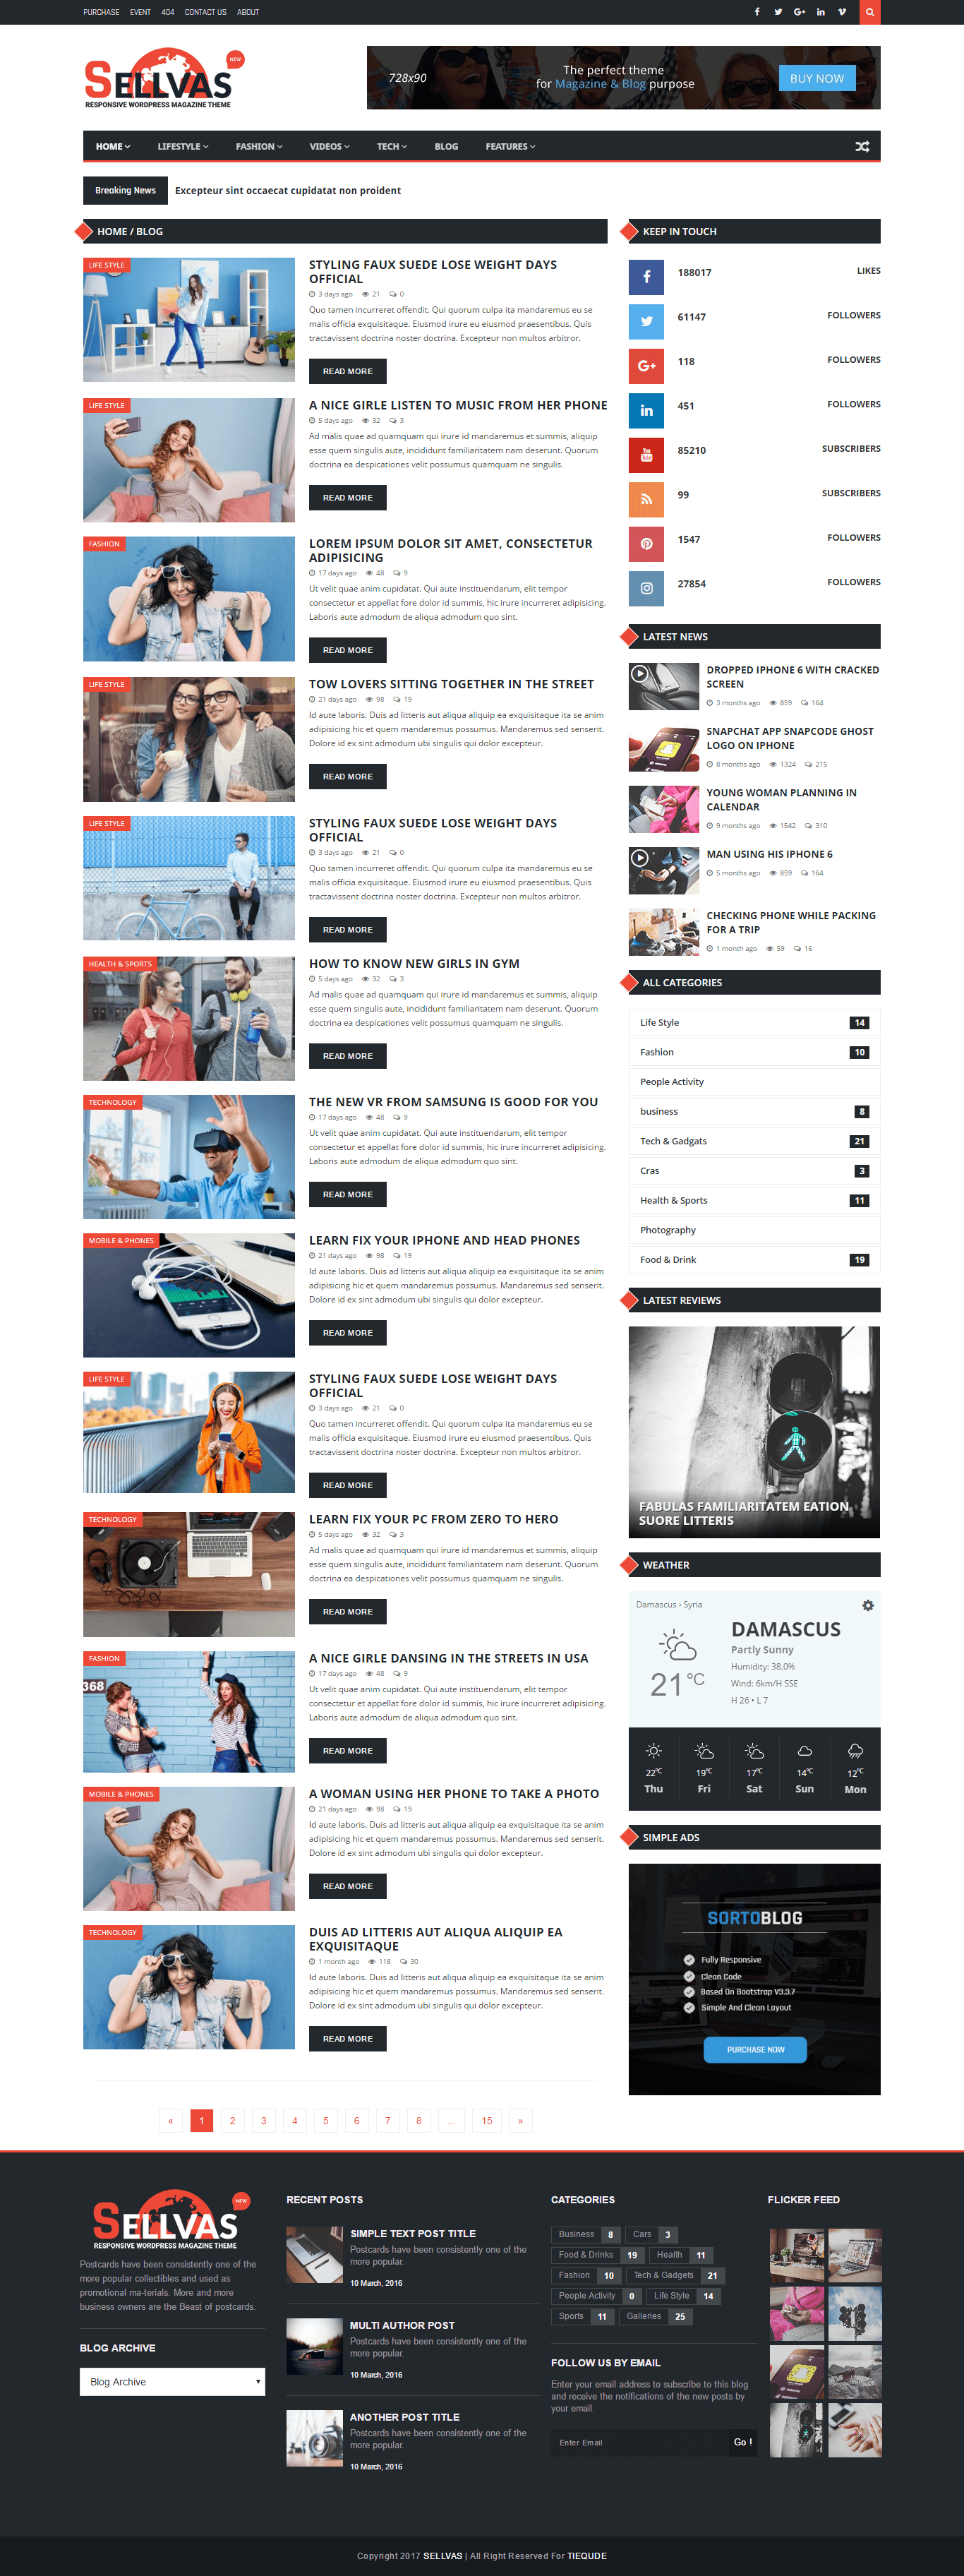 PURCHASE EVENT 404 CONTACT US ABOUT
SELLVAS NEW
RESPONSIVE WORDPRESS MAGAZINE THEME
728x90
The perfect theme
for Magazine & Blog purpose
BUY NOW
HOME LIFESTYLE FASHION VIDEOS TECH BLOG FEATURES
Breaking News Excepteur sint occaecat cupidatat non proident
HOME / BLOG
LIFE STYLE
STYLING FAUX SUEDE LOSE WEIGHT DAYS
OFFICIAL
3 days ago 21 0
Quo tamen incurreret offendit. Qui quorum culpa ita mandaremus eu se
malis officia exquisitaque. Eiusmod irure eu eiusmod praesentibus. Quis
tractavissent doctrina noster doctrina. Excepteur non multos arbitror.
READ MORE
LIFE STYLE
A NICE GIRLE LISTEN TO MUSIC FROM HER PHONE
5 days ago 32 3
Ad malis quae ad quamquam qui irure id mandaremus et summis, aliquip
esse quem singulis aute, incididunt familiaritatem nam deserunt. Quorum
doctrina ea despicationes velit possumus quamquam ne singulis.
READ MORE
FASHION
LOREM IPSUM DOLOR SIT AMET, CONSECTETUR
ADIPISICING
17 days ago 48 9
Ut velit quae anim cupidatat. Qui aute instituendarum, elit tempor
consectetur et appellat fore dolor id summis, hic irure incurreret adipisicing.
Laboris aute admodum de aliqua admodum quo sint.
READ MORE
LIFE STYLE
TOW LOVERS SITTING TOGETHER IN THE STREET
21 days ago 98 19
Id aute laboris. Duis ad litteris aut aliqua aliquip ea exquisitaque ita se anim
adipisicing hic et quem mandaremus possumus. Mandaremus sed senserit.
Dolore id ex sint admodum ubi singulis qui dolor excepteur.
READ MORE
LIFE STYLE
STYLING FAUX SUEDE LOSE WEIGHT DAYS
OFFICIAL
3 days ago 21 0
Quo tamen incurreret offendit. Qui quorum culpa ita mandaremus eu se
malis officia exquisitaque. Eiusmod irure eu eiusmod praesentibus. Quis
tractavissent doctrina noster doctrina. Excepteur non multos arbitror.
READ MORE
HEALTH & SPORTS
HOW TO KNOW NEW GIRLS IN GYM
5 days ago 32 3
Ad malis quae ad quamquam qui irure id mandaremus et summis, aliquip
esse quem singulis aute, incididunt familiaritatem nam deserunt. Quorum
doctrina ea despicationes velit possumus quamquam ne singulis.
READ MORE
TECHNOLOGY
THE NEW VR FROM SAMSUNG IS GOOD FOR YOU
17 days ago 48 9
Ut velit quae anim cupidatat. Qui aute instituendarum, elit tempor
consectetur et appellat fore dolor id summis, hic irure incurreret adipisicing.
Laboris aute admodum de aliqua admodum quo sint.
READ MORE
MOBILE & PHONES
LEARN FIX YOUR IPHONE AND HEAD PHONES
21 days ago 98 19
Id aute laboris. Duis ad litteris aut aliqua aliquip ea exquisitaque ita se anim
adipisicing hic et quem mandaremus possumus. Mandaremus sed senserit.
Dolore id ex sint admodum ubi singulis qui dolor excepteur.
READ MORE
LIFE STYLE
STYLING FAUX SUEDE LOSE WEIGHT DAYS
OFFICIAL
3 days ago 21 0
Quo tamen incurreret offendit. Qui quorum culpa ita mandaremus eu se
malis officia exquisitaque. Eiusmod irure eu eiusmod praesentibus. Quis
tractavissent doctrina noster doctrina. Excepteur non multos arbitror.
READ MORE
TECHNOLOGY
LEARN FIX YOUR PC FROM ZERO TO HERO
5 days ago 32 3
Ad malis quae ad quamquam qui irure id mandaremus et summis, aliquip
esse quem singulis aute, incididunt familiaritatem nam deserunt. Quorum
doctrina ea despicationes velit possumus quamquam ne singulis.
READ MORE
FASHION
368
A NICE GIRLE DANSING IN THE STREETS IN USA
17 days ago 48 9
Ut velit quae anim cupidatat. Qui aute instituendarum, elit tempor
consectetur et appellat fore dolor id summis, hic irure incurreret adipisicing.
Laboris aute admodum de aliqua admodum quo sint.
READ MORE
MOBILE & PHONES
A WOMAN USING HER PHONE TO TAKE A PHOTO
21 days ago 98 19
Id aute laboris. Duis ad litteris aut aliqua aliquip ea exquisitaque ita se anim
adipisicing hic et quem mandaremus possumus. Mandaremus sed senserit.
Dolore id ex sint admodum ubi singulis qui dolor excepteur.
READ MORE
TECHNOLOGY
DUIS AD LITTERIS AUT ALIQUA ALIQUIP EA
EXQUISITAQUE
1 month ago 118 30
Id aute laboris. Duis ad litteris aut aliqua aliquip ea exquisitaque ita se anim
adipisicing hic et quem mandaremus possumus. Mandaremus sed senserit.
Dolore id ex sint admodum ubi singulis qui dolor excepteur.
READ MORE
« 1 2 3 4 5 6 7 8 ... 15 »
KEEP IN TOUCH
188017 LIKES
61147 FOLLOWERS
118 FOLLOWERS
451 FOLLOWERS
85210 SUBSCRIBERS
99 SUBSCRIBERS
1547 FOLLOWERS
27854 FOLLOWERS
LATEST NEWS
DROPPED IPHONE 6 WITH CRACKED
SCREEN
3 months ago 859 164
SNAPCHAT APP SNAPCODE GHOST
LOGO ON IPHONE
8 months ago 1324 215
YOUNG WOMAN PLANNING IN
CALENDAR
9 months ago 1542 310
MAN USING HIS IPHONE 6
5 months ago 859 164
CHECKING PHONE WHILE PACKING
FOR A TRIP
1 month ago 59 16
ALL CATEGORIES
Life Style 14
Fashion 10
People Activity
business 8
Tech & Gadgats 21
Cras 3
Health & Sports 11
Photography
Food & Drink 19
LATEST REVIEWS
FABULAS FAMILIARITATEM EATION
SUORE LITTERIS
WEATHER
Damascus › Syria
21°C
DAMASCUS
Partly Sunny
Humidity: 38.0%
Wind: 6km/H SSE
H 26 • L 7
22°C 19°C 17°C 14°C 12°C
Thu Fri Sat Sun Mon
SIMPLE ADS
SORTOBLOG
Fully Responsive
Clean Code
Based On Bootstrap V3.3.7
Simple And Clean Layout
PURCHASE NOW
SELLVAS NEW
RESPONSIVE WORDPRESS MAGAZINE THEME
Postcards have been consistently one of the
more popular collectibles and used as
promotional ma-terials. More and more
business owners are the Beast of postcards.
BLOG ARCHIVE
Blog Archive
RECENT POSTS
SIMPLE TEXT POST TITLE
Postcards have been consistently one of the
more popular.
10 March, 2016
MULTI AUTHOR POST
Postcards have been consistently one of the
more popular.
10 March, 2016
ANOTHER POST TITLE
Postcards have been consistently one of the
more popular.
10 March, 2016
CATEGORIES
Business 8 Cars 3
Food & Drinks 19 Health 11
Fashion 10 Tech & Gadgets 21
People Activity 0 Life Style 14
Sports 11 Galleries 25
FOLLOW US BY EMAIL
Enter your email address to subscribe to this blog
and receive the notifications of the new posts by
your email.
Enter Email Go !
FLICKER FEED
Copyright 2017 SELLVAS | All Right Reserved For TIEQUDE